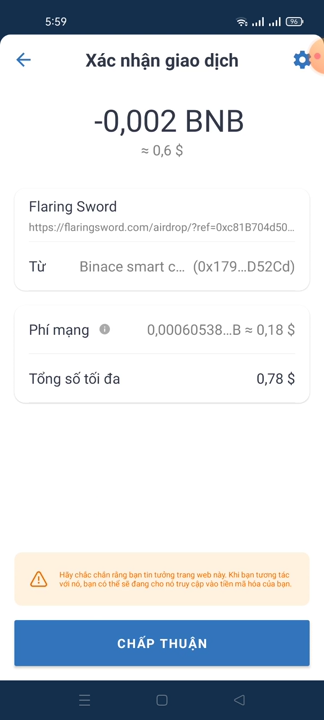 5:59
96
Xác nhận giao dịch
-0,002 BNB
≈ 0,6 $
Flaring Sword
https://flaringsword.com/airdrop/?ref=0xc81B704d50...
Từ Binace smart c... (0x179...D52Cd)
Phí mạng 0,00060538...B ≈ 0,18 $
Tổng số tối đa 0,78 $
Hãy chắc chắn rằng bạn tin tưởng trang web này. Khi bạn tương tác
với nó, bạn có thể sẽ đang cho nó truy cập vào tiền mã hóa của bạn.
CHẤP THUẬN